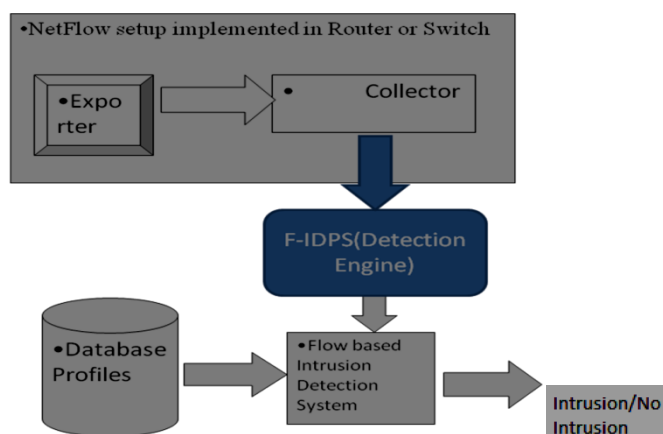 •NetFlow setup implemented in Router or Switch
•Expo
rter
• Collector
F-IDPS(Detection
Engine)
•Database
Profiles
•Flow based
Intrusion
Detection
System
Intrusion/No
Intrusion